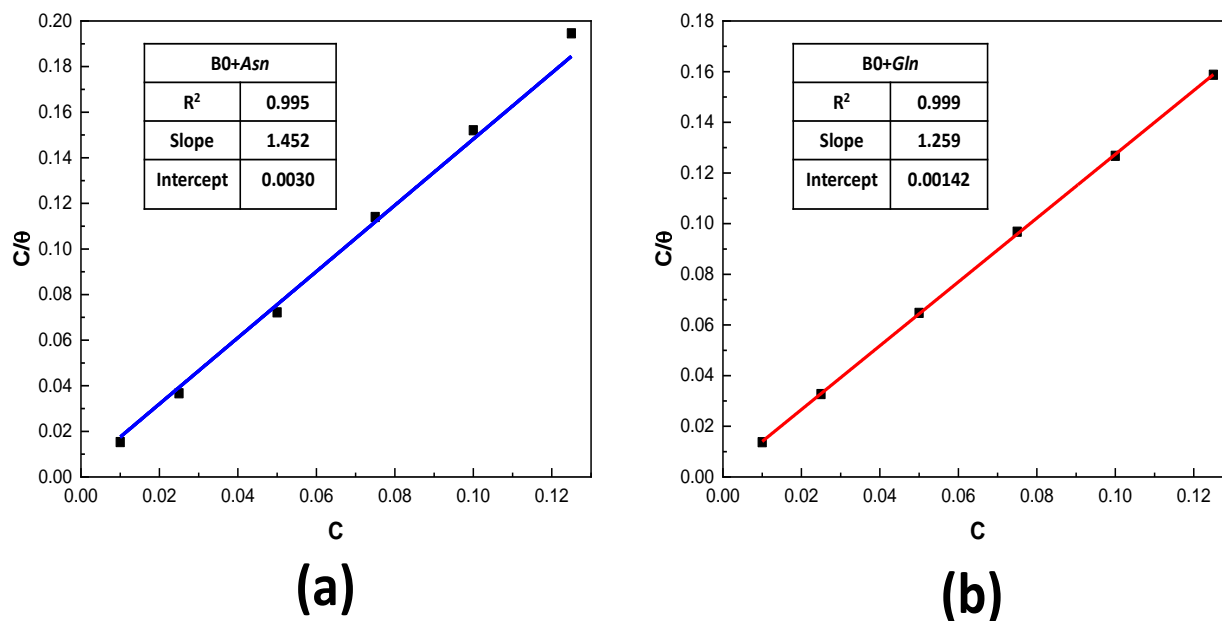 B0+Asn
R² 0.995
Slope 1.452
Intercept 0.0030
C/θ
0.20
0.18
0.16
0.14
0.12
0.10
0.08
0.06
0.04
0.02
0.00
0.00 0.02 0.04 0.06 0.08 0.10 0.12
C
(a)
B0+Gln
R² 0.999
Slope 1.259
Intercept 0.00142
C/θ
0.18
0.16
0.14
0.12
0.10
0.08
0.06
0.04
0.02
0.00
0.00 0.02 0.04 0.06 0.08 0.10 0.12
C
(b)